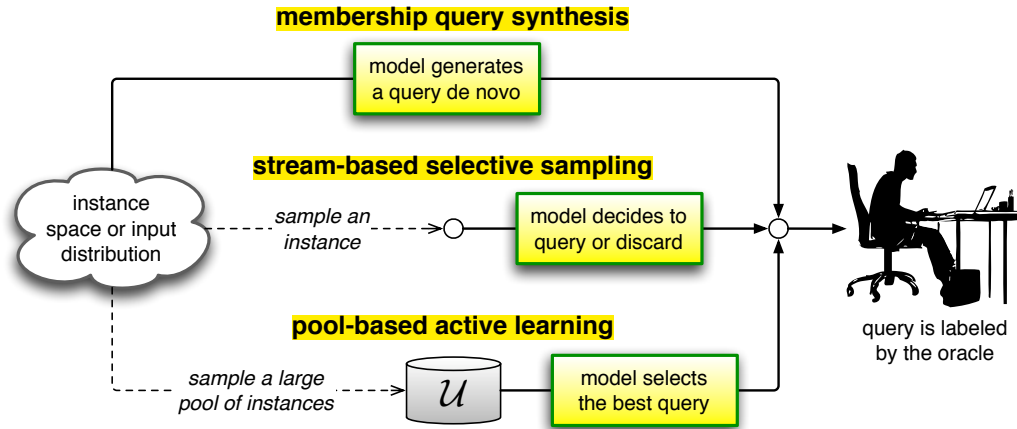 membership query synthesis
model generates
a query de novo
stream-based selective sampling
instance
space or input
distribution
sample an
instance
model decides to
query or discard
pool-based active learning
sample a large
pool of instances
𝒰
model selects
the best query
query is labeled
by the oracle